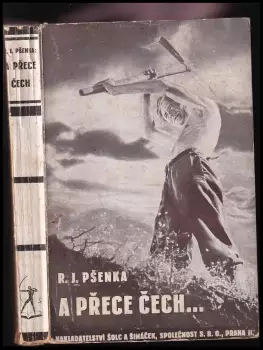 R. J. PŠENKA:
A PŘECE
ČECH
R. J. PŠENKA
A PŘECE ČECH...
NAKLADATELSTVÍ ŠOLC A ŠIMÁČEK, SPOLEČNOST S. R. O., PRAHA II.